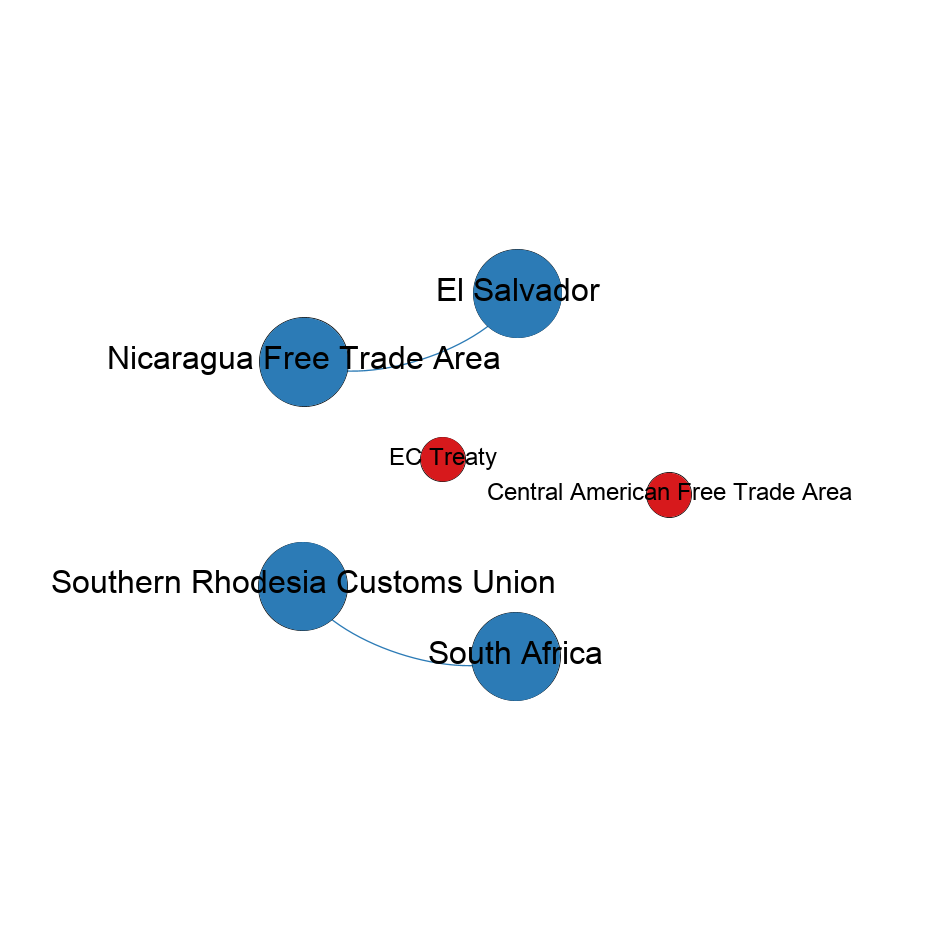 El Salvador
Nicaragua Free Trade Area
EC Treaty
Central American Free Trade Area
Southern Rhodesia Customs Union
South Africa